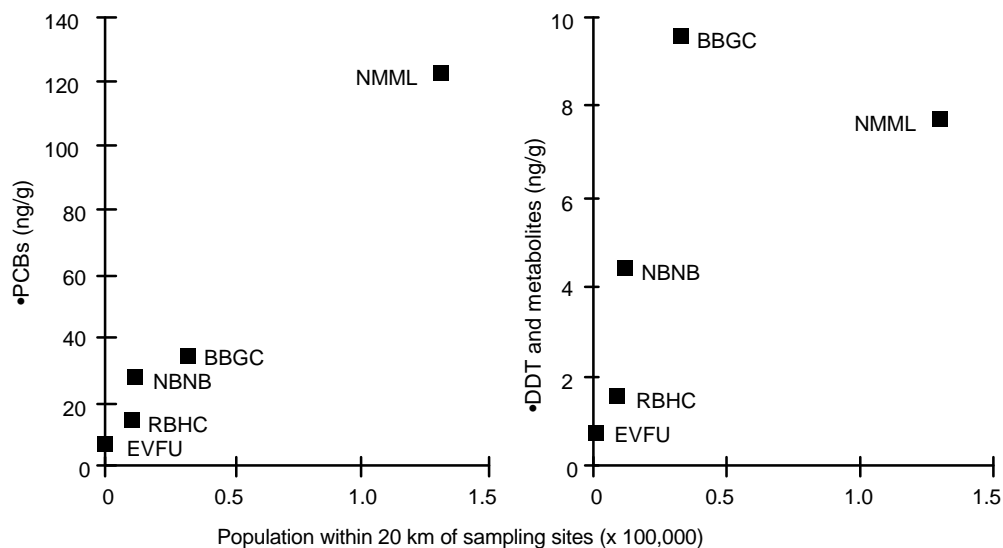 140
120
100
80
60
40
20
0
•PCBs (ng/g)
NMML
BBGC
NBNB
RBHC
EVFU
0
0.5
1.0
1.5
10
8
6
4
2
0
•DDT and metabolites (ng/g)
BBGC
NMML
NBNB
RBHC
EVFU
0
0.5
1.0
1.5
Population within 20 km of sampling sites (x 100,000)